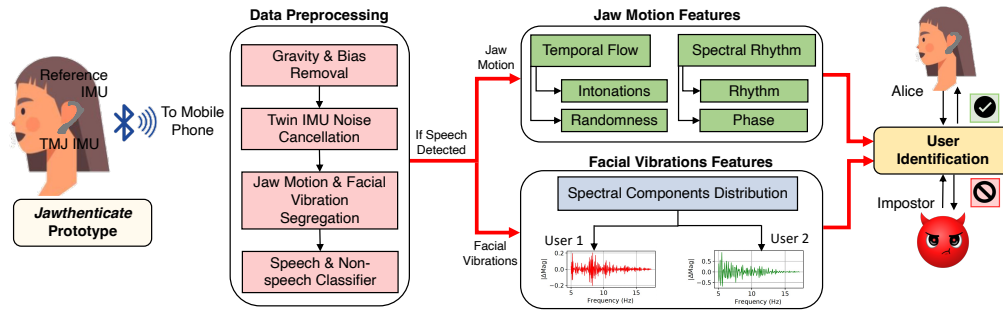 Reference
IMU
TMJ IMU
To Mobile
Phone
Jawthenticate
Prototype
Data Preprocessing
Gravity & Bias
Removal
Twin IMU Noise
Cancellation
Jaw Motion & Facial
Vibration
Segregation
Speech & Non-
speech Classifier
If Speech
Detected
Jaw
Motion
Facial
Vibrations
Jaw Motion Features
Temporal Flow
Intonations
Randomness
Spectral Rhythm
Rhythm
Phase
Facial Vibrations Features
Spectral Components Distribution
User 1
|ΔMag|
0.2
0.0
−0.2
5
10
15
Frequency (Hz)
User 2
|ΔMag|
0.5
0.0
−0.5
5
10
15
Frequency (Hz)
Alice
User
Identification
Impostor